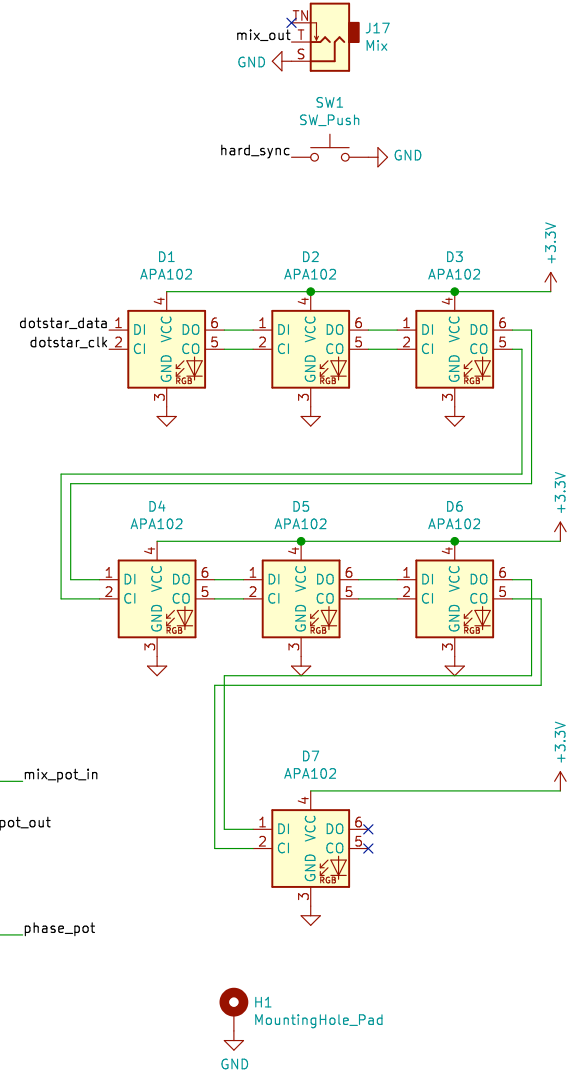 TN
J17
mix_out
T
Mix
S
GND
SW1
SW_Push
hard_sync
GND
+3.3V
D1
D2
D3
APA102
APA102
APA102
4
4
4
dotstar_data
1
DI
VCC
DO
6
1
DI
VCC
DO
6
1
DI
VCC
DO
6
dotstar_clk
2
CI
GND
CO
5
2
CI
GND
CO
5
2
CI
GND
CO
5
RGB
RGB
RGB
3
3
3
+3.3V
D4
D5
D6
APA102
APA102
APA102
4
4
4
1
DI
VCC
DO
6
1
DI
VCC
DO
6
1
DI
VCC
DO
6
2
CI
GND
CO
5
2
CI
GND
CO
5
2
CI
GND
CO
5
RGB
RGB
RGB
3
3
3
+3.3V
D7
APA102
mix_pot_in
4
pot_out
1
DI
VCC
DO
6
2
CI
GND
CO
5
RGB
3
phase_pot
H1
MountingHole_Pad
GND